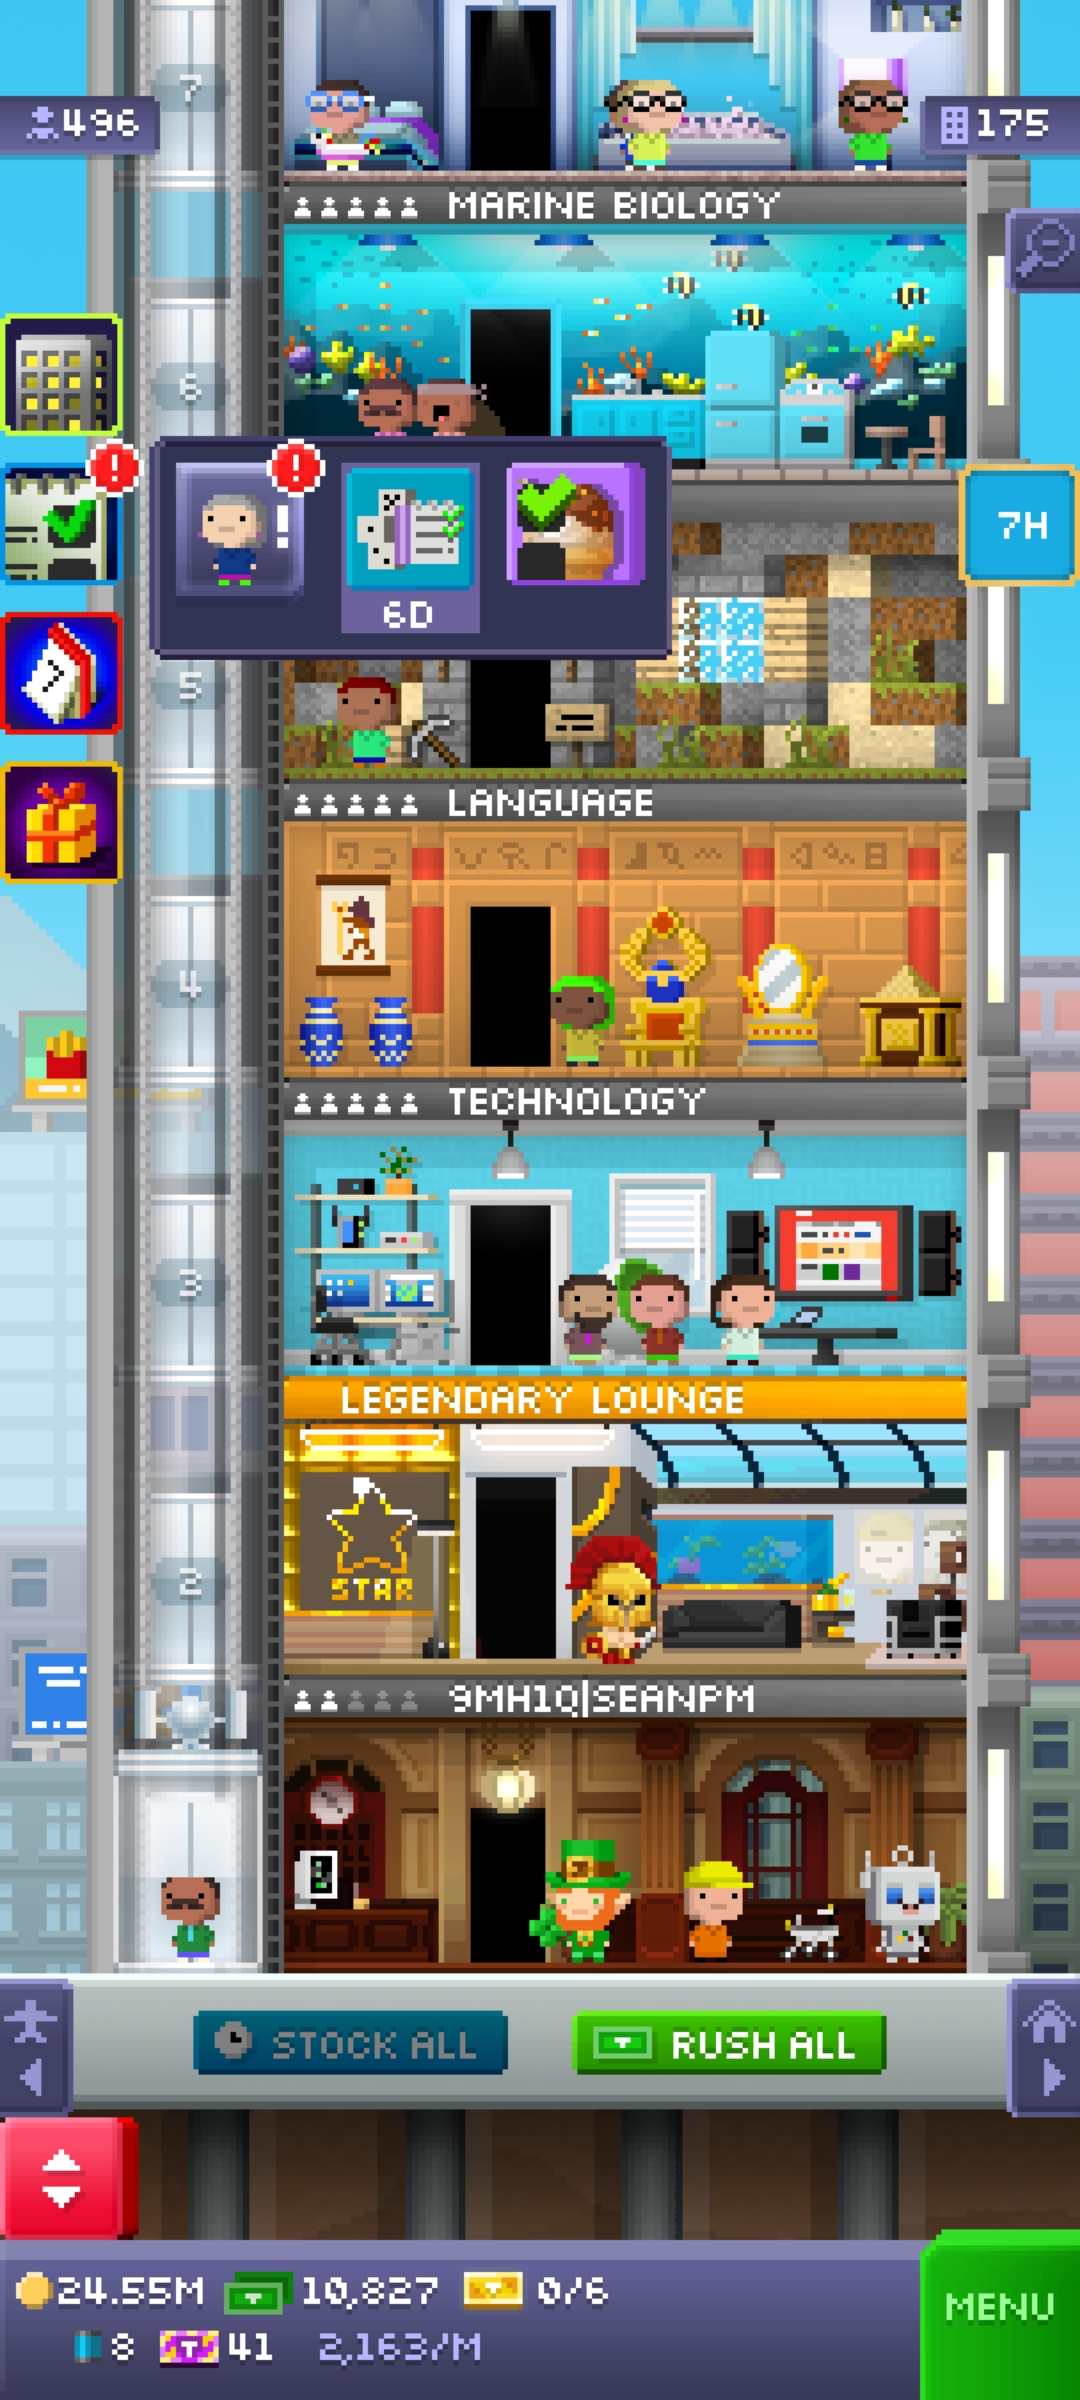 7
496
175
MARINE BIOLOGY
6
!
!
!
7H
6D
7
5
LANGUAGE
4
TECHNOLOGY
3
LEGENDARY LOUNGE
STAR
2
9MH1Q|SEANPM
STOCK ALL
RUSH ALL
24.55M
10,827
0/6
8
T
41
2,163/M
MENU